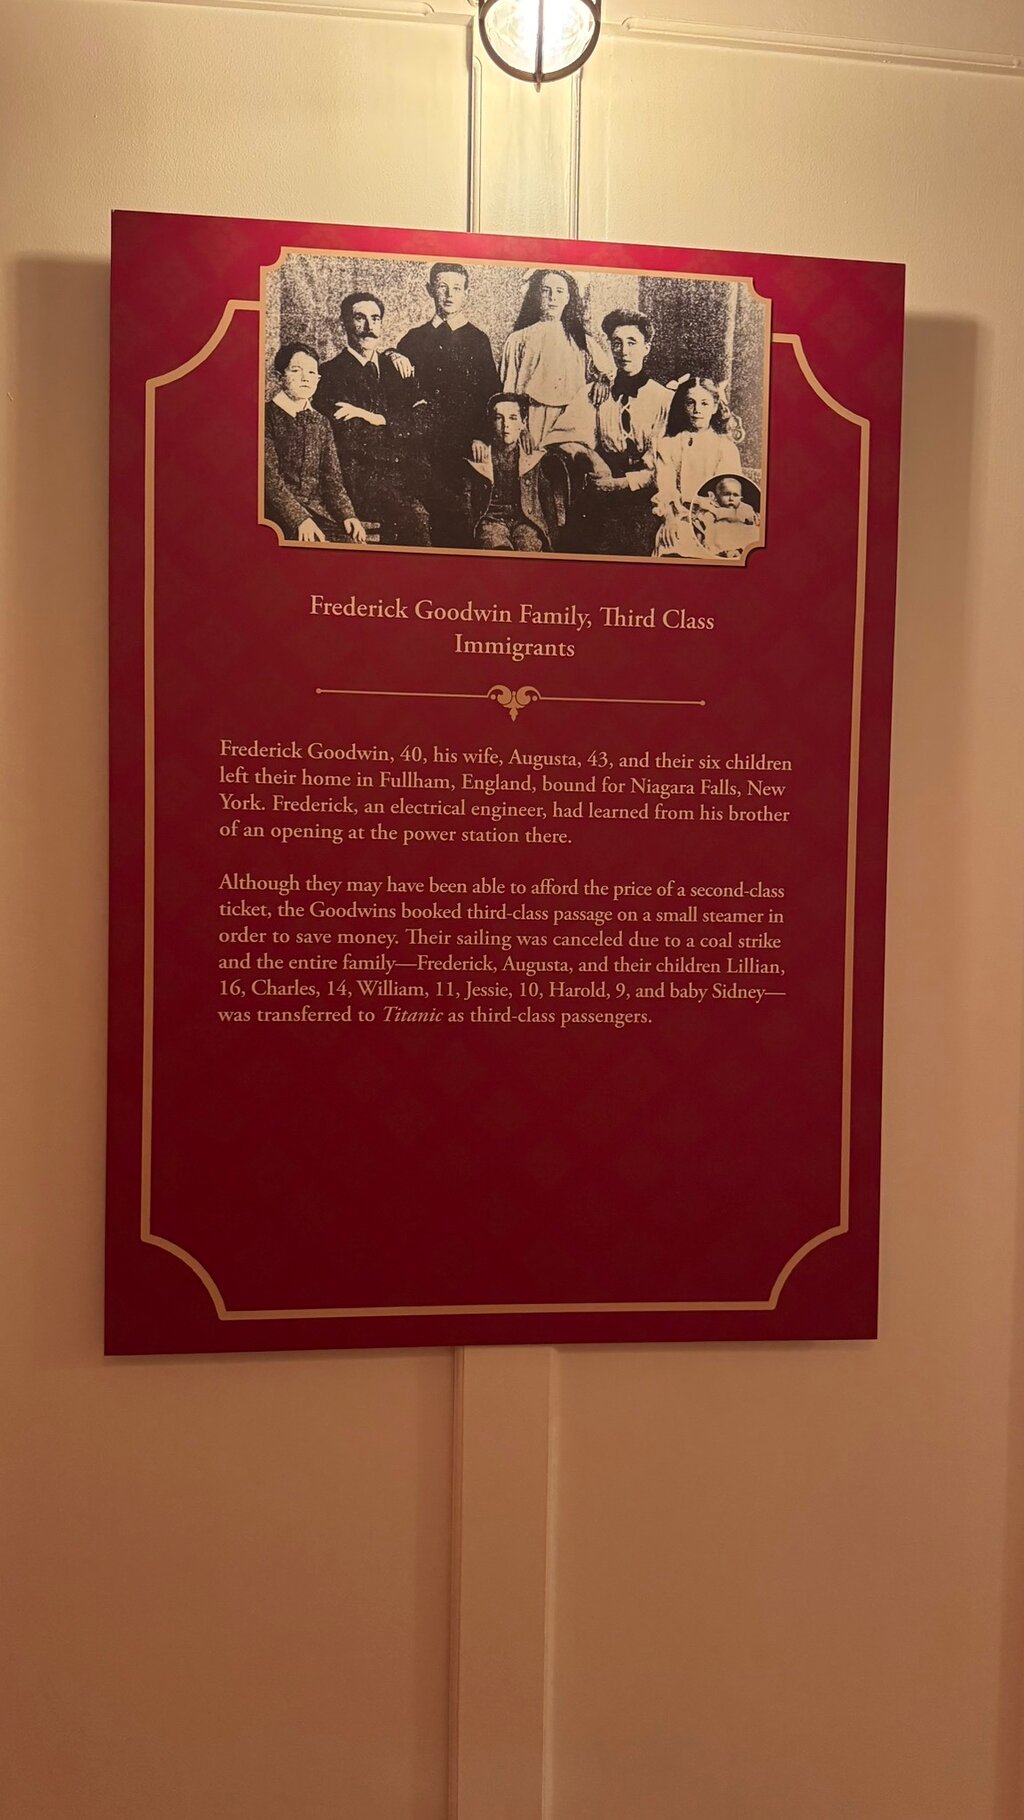 Frederick Goodwin Family, Third Class
Immigrants
Frederick Goodwin, 40, his wife, Augusta, 43, and their six children
left their home in Fullham, England, bound for Niagara Falls, New
York. Frederick, an electrical engineer, had learned from his brother
of an opening at the power station there.
Although they may have been able to afford the price of a second-class
ticket, the Goodwins booked third-class passage on a small steamer in
order to save money. Their sailing was canceled due to a coal strike
and the entire family—Frederick, Augusta, and their children Lillian,
16, Charles, 14, William, 11, Jessie, 10, Harold, 9, and baby Sidney—
was transferred to Titanic as third-class passengers.